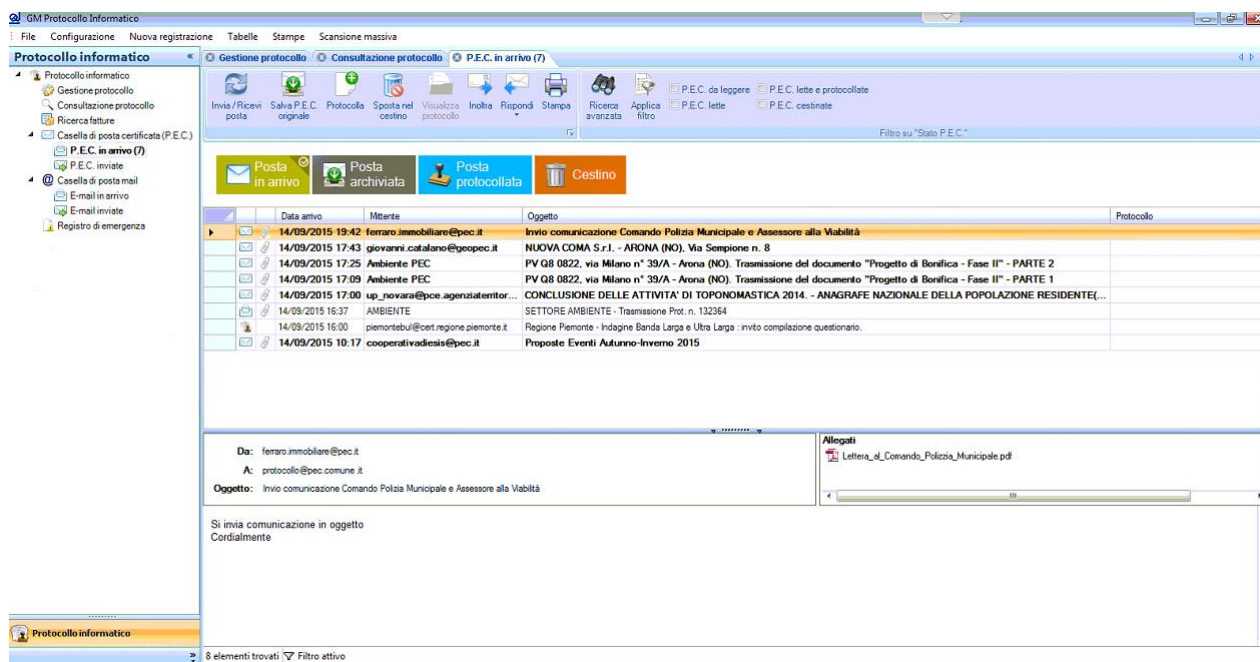 GM Protocollo Informatico
File Configurazione Nuova registrazione Tabelle Stampe Scansione massiva
Protocollo informatico «
Gestione protocollo Consultazione protocollo P.E.C. in arrivo (7)
Protocollo informatico
Gestione protocollo
Consultazione protocollo
Ricerca fatture
Casella di posta certificata (P.E.C.)
P.E.C. in arrivo (7)
P.E.C. inviate
Casella di posta mail
E-mail in arrivo
E-mail inviate
Registro di emergenza
Invia/Ricevi posta
Salva P.E.C. originale
Protocolla
Sposta nel cestino
Visualizza protocollo
Inoltra
Rispondi
Stampa
Ricerca avanzata
Applica filtro
P.E.C. da leggere P.E.C. lette e protocollate
P.E.C. lette P.E.C. cestinate
Filtro su "Stato P.E.C."
Posta in arrivo
Posta archiviata
Posta protocollata
Cestino
Data arrivo Mittente Oggetto Protocollo
14/09/2015 19:42 ferraro.immobiliare@pec.it Invio comunicazione Comando Polizia Municipale e Assessore alla Viabilità
14/09/2015 17:43 giovanni.catalano@geopec.it NUOVA COMA S.r.l. - ARONA (NO), Via Sempione n. 8
14/09/2015 17:25 Ambiente PEC PV Q8 0822, via Milano n° 39/A - Arona (NO). Trasmissione del documento "Progetto di Bonifica - Fase II" - PARTE 2
14/09/2015 17:09 Ambiente PEC PV Q8 0822, via Milano n° 39/A - Arona (NO). Trasmissione del documento "Progetto di Bonifica - Fase II" - PARTE 1
14/09/2015 17:00 up_novara@pce.agenziaterritor... CONCLUSIONE DELLE ATTIVITA' DI TOPONOMASTICA 2014. - ANAGRAFE NAZIONALE DELLA POPOLAZIONE RESIDENTE(...
14/09/2015 16:37 AMBIENTE SETTORE AMBIENTE - Trasmissione Prot. n. 132364
14/09/2015 16:00 piemontebul@cert.regione.piemonte.it Regione Piemonte - Indagine Banda Larga e Ultra Larga : invito compilazione questionario.
14/09/2015 10:17 cooperativadiesis@pec.it Proposte Eventi Autunno-Inverno 2015
Da: ferraro.immobiliare@pec.it
A: protocollo@pec.comune .it
Oggetto: Invio comunicazione Comando Polizia Municipale e Assessore alla Viabilità
Allegati
Lettera_al_Comando_Polizzia_Municipale.pdf
Si invia comunicazione in oggetto
Cordialmente
Protocollo informatico
»
8 elementi trovati Filtro attivo